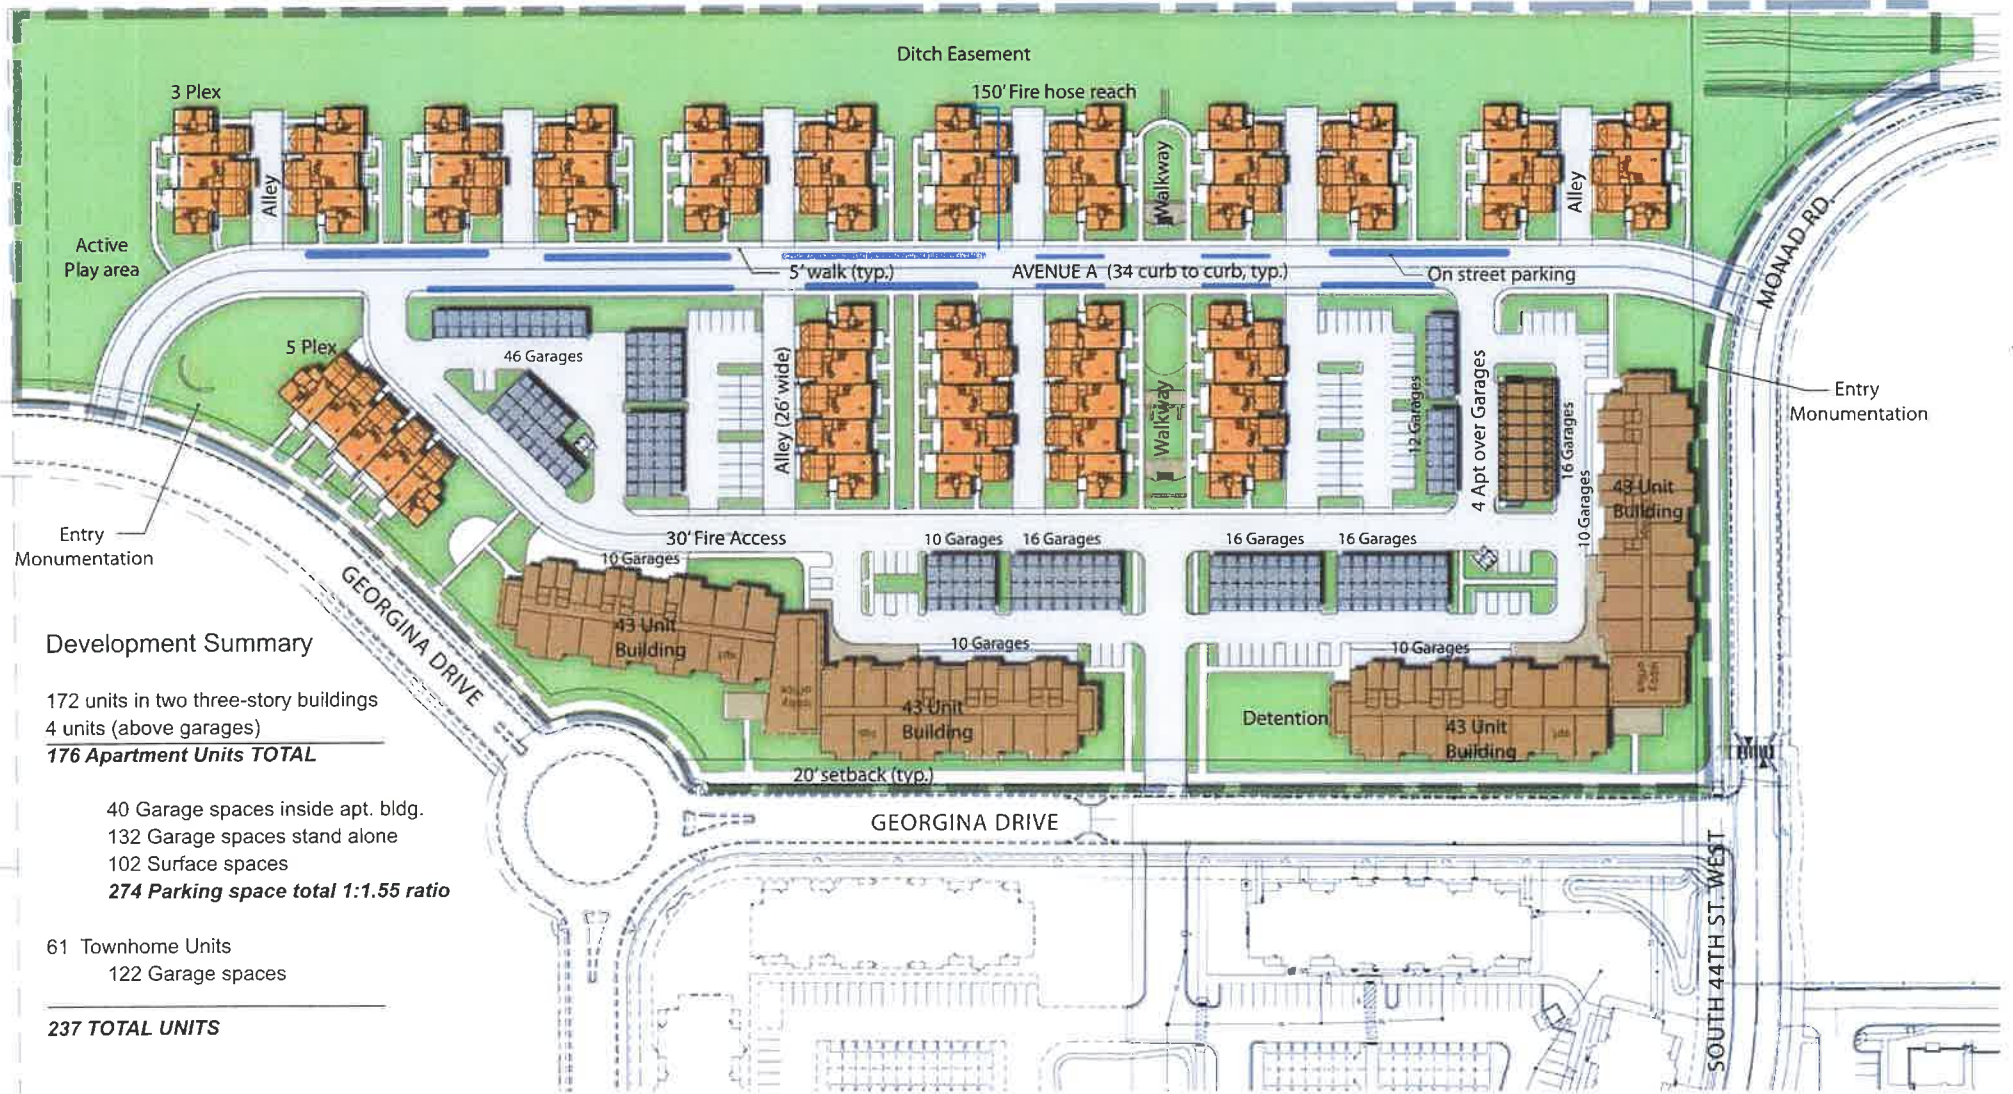 Ditch Easement
3 Plex
150' Fire hose reach
Alley
Walkway
Alley
MONAD RD.
Active
Play area
5' walk (typ.)
AVENUE A (34 curb to curb, typ.)
On street parking
5 Plex
46 Garages
Alley (26' wide)
Walkway
12 Garages
4 Apt over Garages
16 Garages
10 Garages
43 Unit
Building
Entry
Monumentation
Entry
Monumentation
30' Fire Access
10 Garages
16 Garages
16 Garages
16 Garages
10 Garages
43 Unit
Building
10 Garages
10 Garages
43 Unit
Building
Detention
43 Unit
Building
20' setback (typ.)
GEORGINA DRIVE
GEORGINA DRIVE
SOUTH 44TH ST. WEST
Development Summary
172 units in two three-story buildings
4 units (above garages)
176 Apartment Units TOTAL
40 Garage spaces inside apt. bldg.
132 Garage spaces stand alone
102 Surface spaces
274 Parking space total 1:1.55 ratio
61 Townhome Units
122 Garage spaces
237 TOTAL UNITS